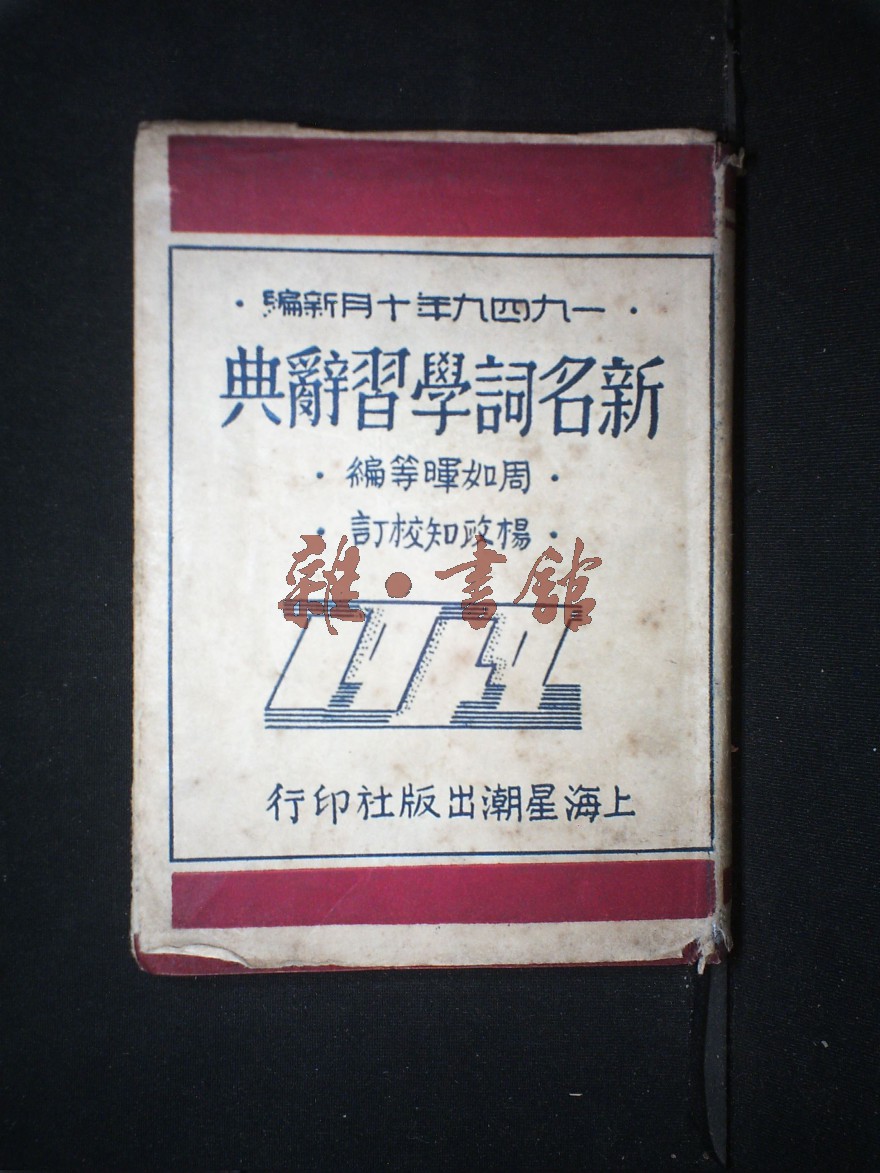 ·一九四九年十月新編·
新名詞學習辭典
·周如暉等編·
·楊政知校訂·
雜·書館
上海星潮出版社印行